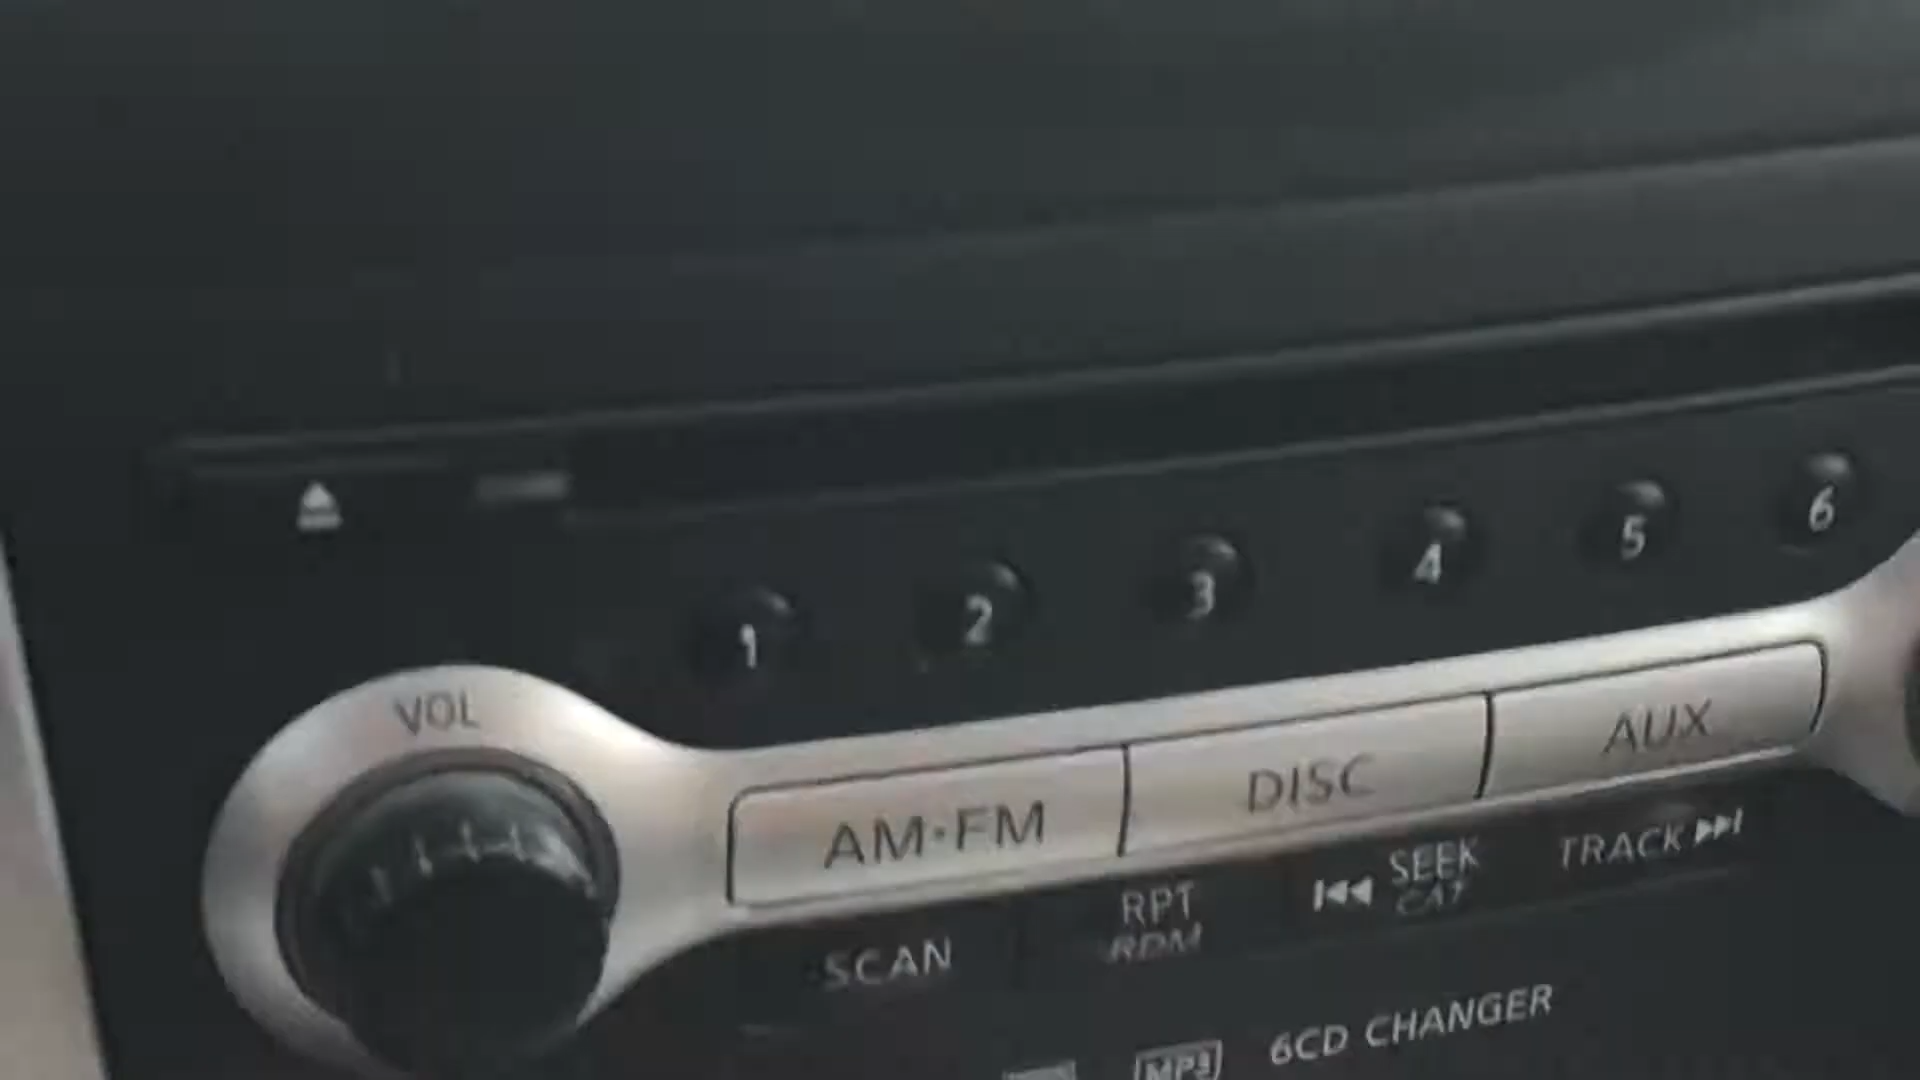 1 2 3 4 5 6
VOL
AM·FM DISC AUX
SCAN
RPT
RDM
SEEK
CAT
TRACK
MP3
6CD CHANGER